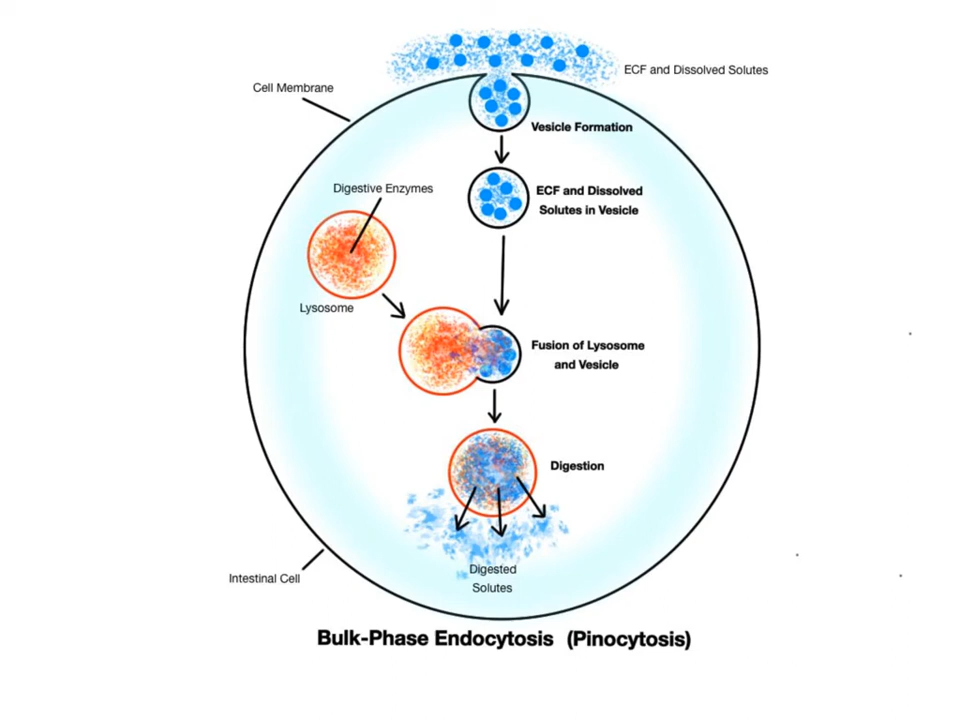 ECF and Dissolved Solutes
Cell Membrane
Vesicle Formation
Digestive Enzymes
ECF and Dissolved
Solutes in Vesicle
Lysosome
Fusion of Lysosome
and Vesicle
Digestion
Digested
Solutes
Intestinal Cell
Bulk-Phase Endocytosis (Pinocytosis)